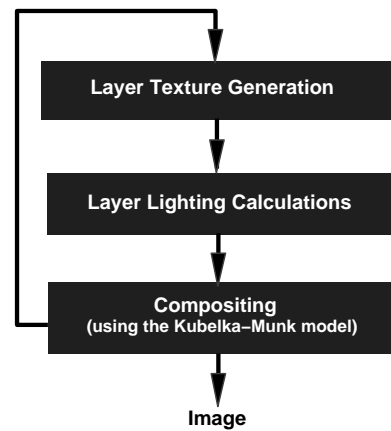 Layer Texture Generation
Layer Lighting Calculations
Compositing
(using the Kubelka−Munk model)
Image